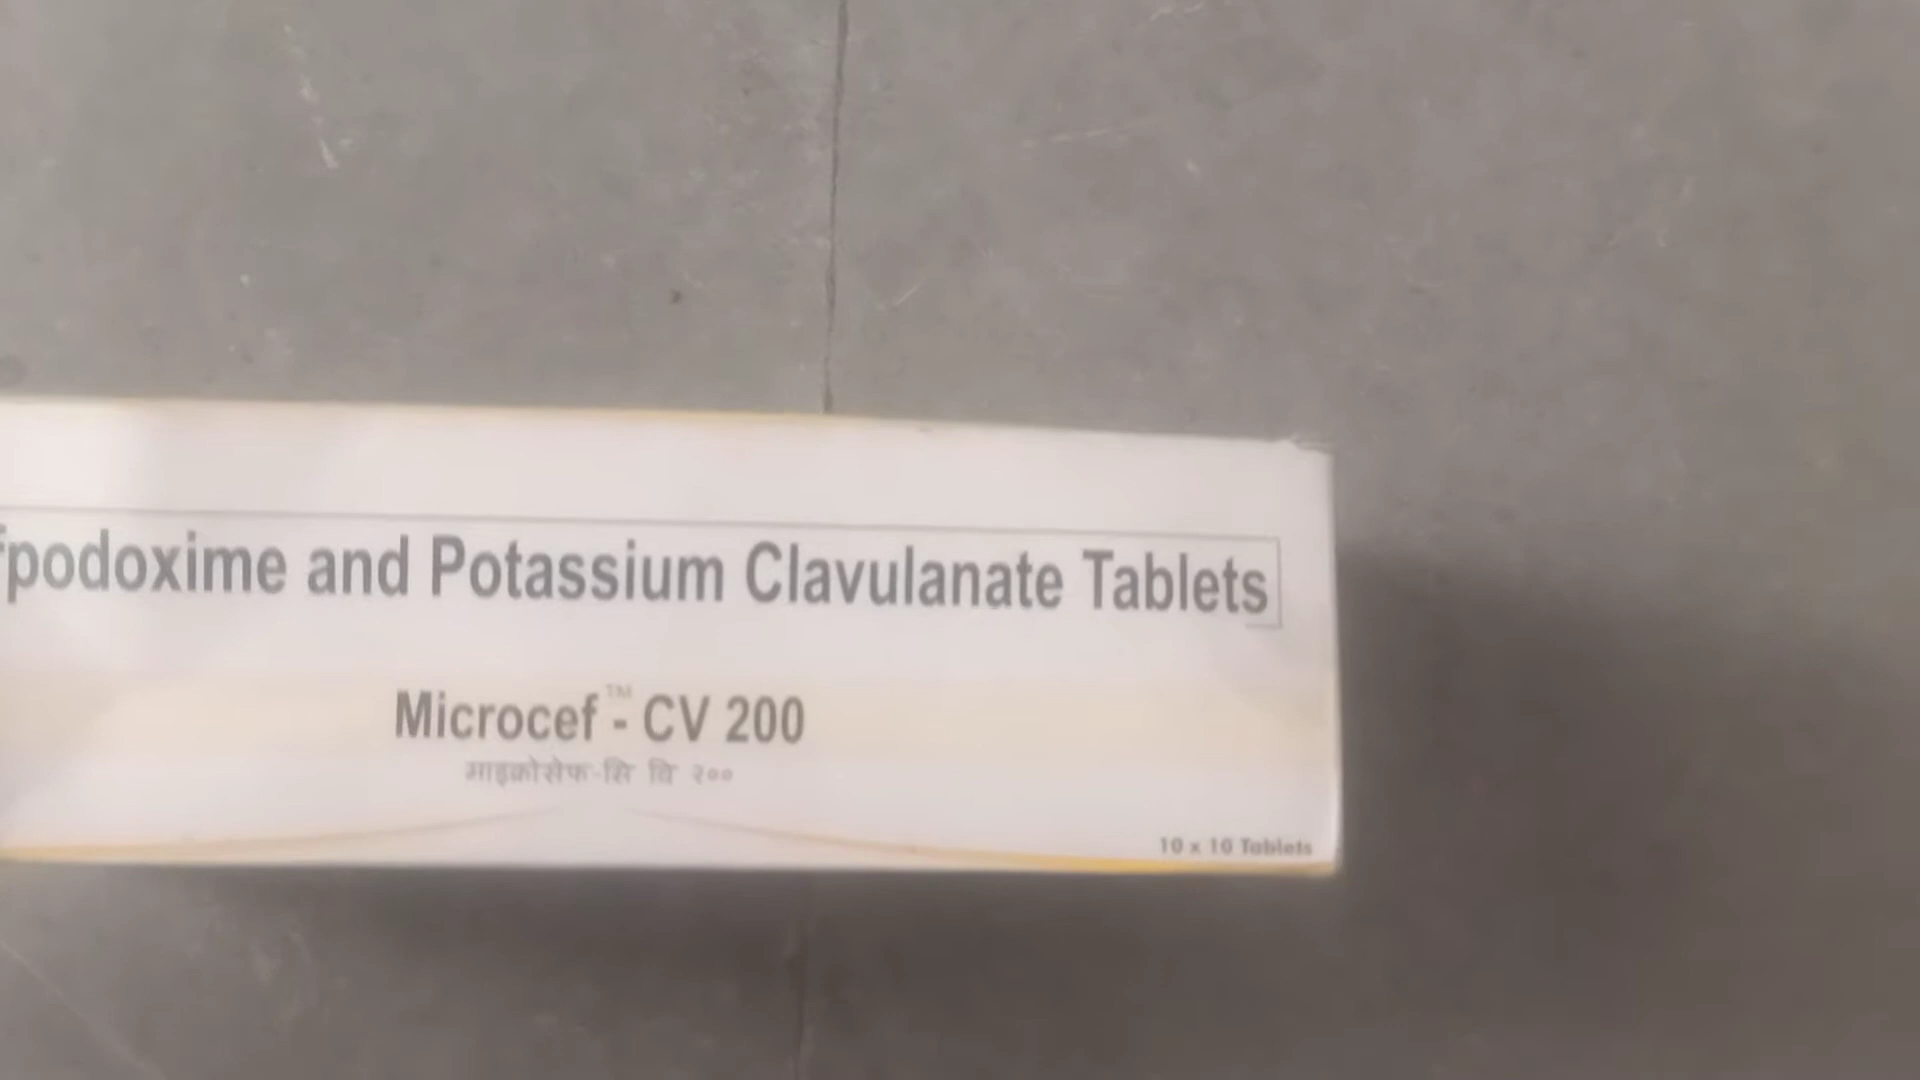 fpodoxime and Potassium Clavulanate Tablets
Microcef™ - CV 200
माइक्रोसेफ-सि वि २००
10 x 10 Tablets